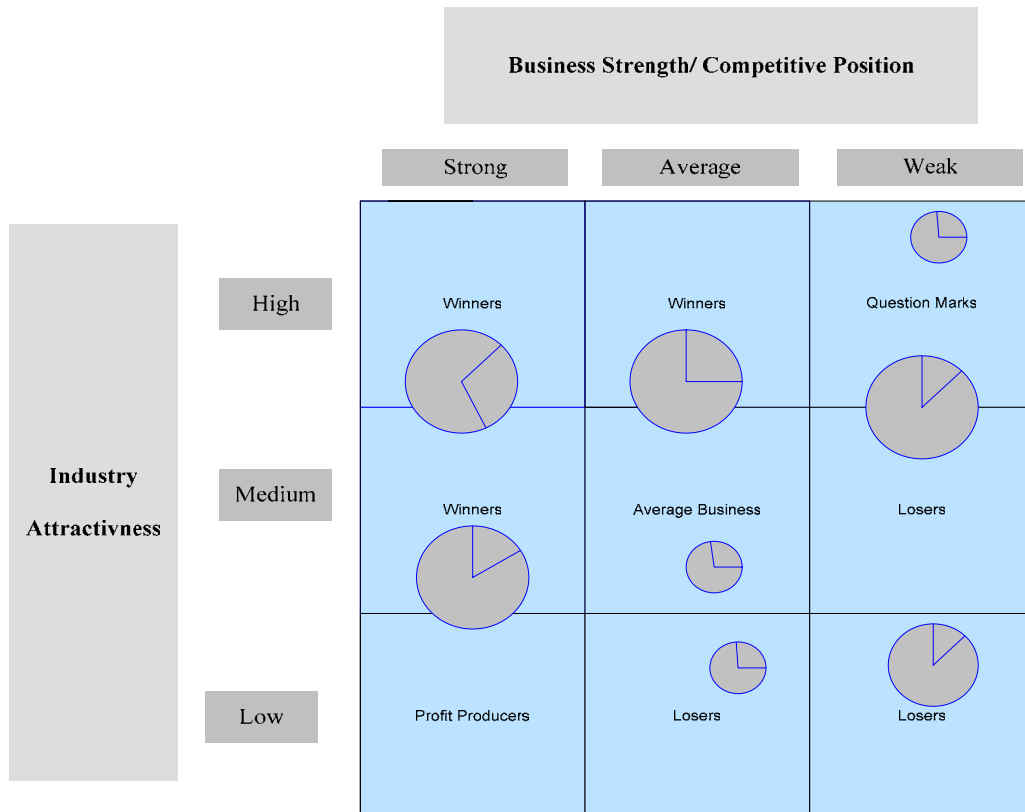 Business Strength/ Competitive Position
Strong
Average
Weak
High
Winners
Winners
Question Marks
Industry
Attractivness
Medium
Winners
Average Business
Losers
Low
Profit Producers
Losers
Losers